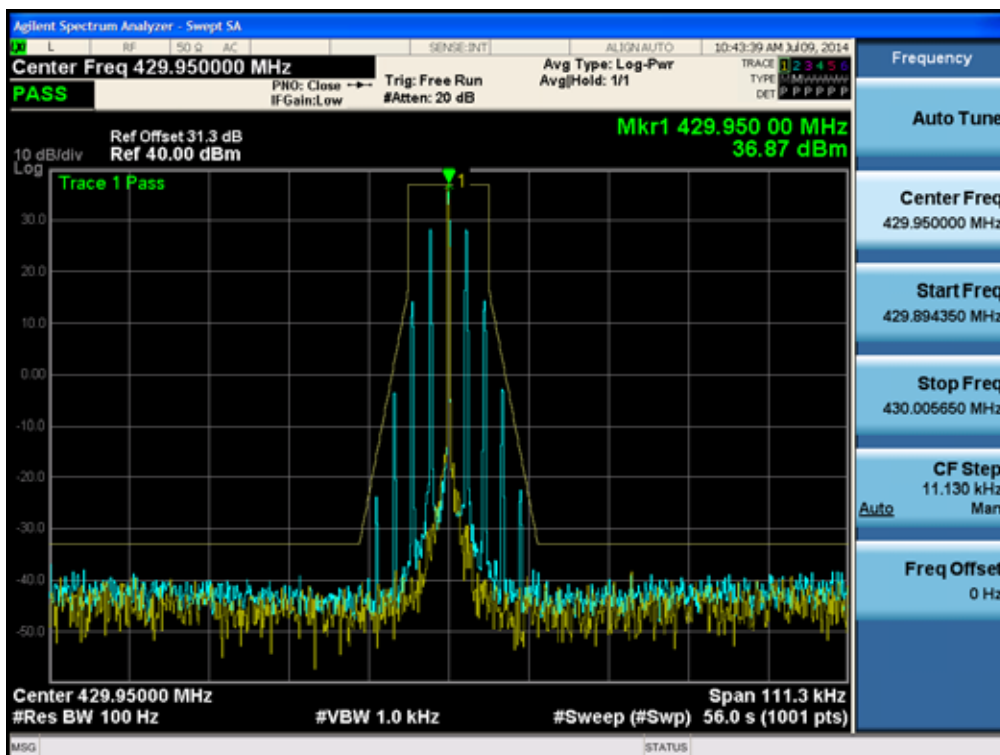 Agilent Spectrum Analyzer - Swept SA
LXI L RF 50 Ω AC SENSE:INT ALIGN AUTO 10:43:39 AM Jul 09, 2014
Center Freq 429.950000 MHz
PASS
PNO: Close
IFGain:Low
Trig: Free Run
#Atten: 20 dB
Avg Type: Log-Pwr
Avg|Hold: 1/1
TRACE 1 2 3 4 5 6
TYPE M M W W W W
DET P P P P P P
Mkr1 429.950 00 MHz
36.87 dBm
Ref Offset 31.3 dB
10 dB/div Ref 40.00 dBm
Log
Trace 1 Pass
1
30.0
20.0
10.0
0.00
-10.0
-20.0
-30.0
-40.0
-50.0
Center 429.95000 MHz
Span 111.3 kHz
#Res BW 100 Hz
#VBW 1.0 kHz
#Sweep (#Swp) 56.0 s (1001 pts)
MSG
STATUS
Frequency
Auto Tune
Center Freq
429.950000 MHz
Start Freq
429.894350 MHz
Stop Freq
430.005650 MHz
CF Step
11.130 kHz
Auto Man
Freq Offset
0 Hz